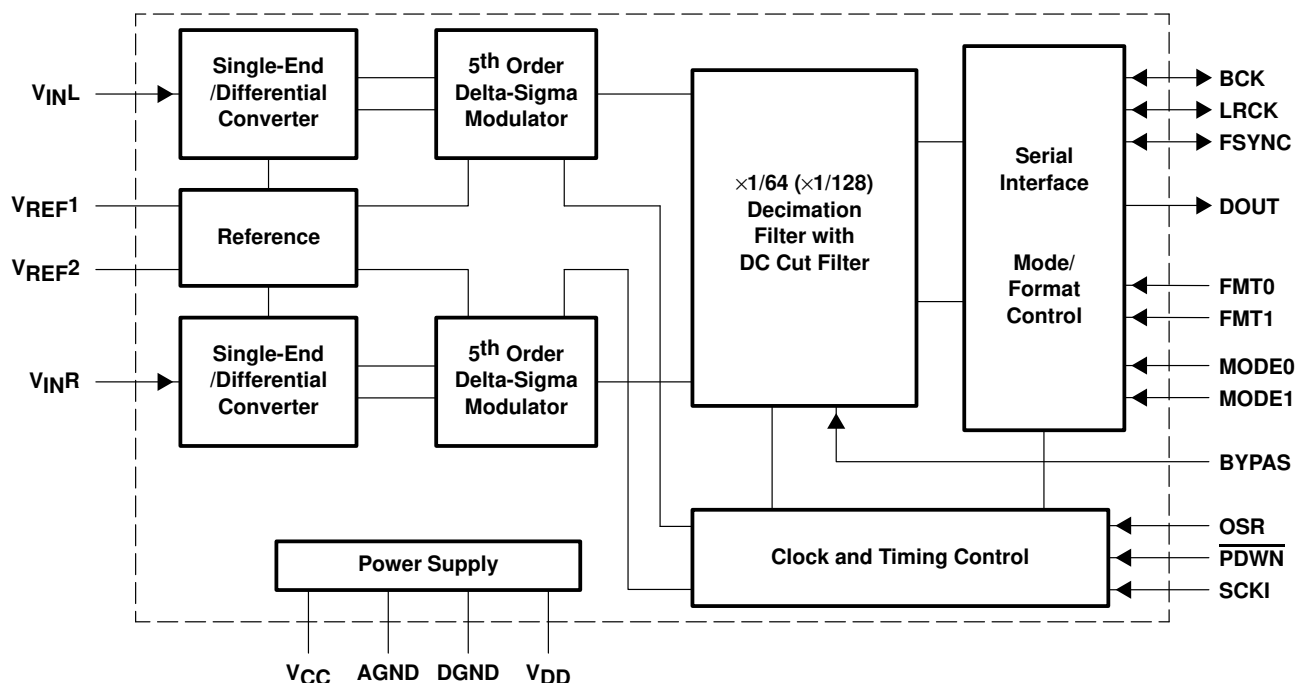 Single-End
/Differential
Converter
5th Order
Delta-Sigma
Modulator
VINL
VREF1
VREF2
Reference
Single-End
/Differential
Converter
5th Order
Delta-Sigma
Modulator
VINR
×1/64 (×1/128)
Decimation
Filter with
DC Cut Filter
Serial
Interface
Mode/
Format
Control
BCK
LRCK
FSYNC
DOUT
FMT0
FMT1
MODE0
MODE1
BYPAS
OSR
PDWN
SCKI
Clock and Timing Control
Power Supply
VCC
AGND
DGND
VDD